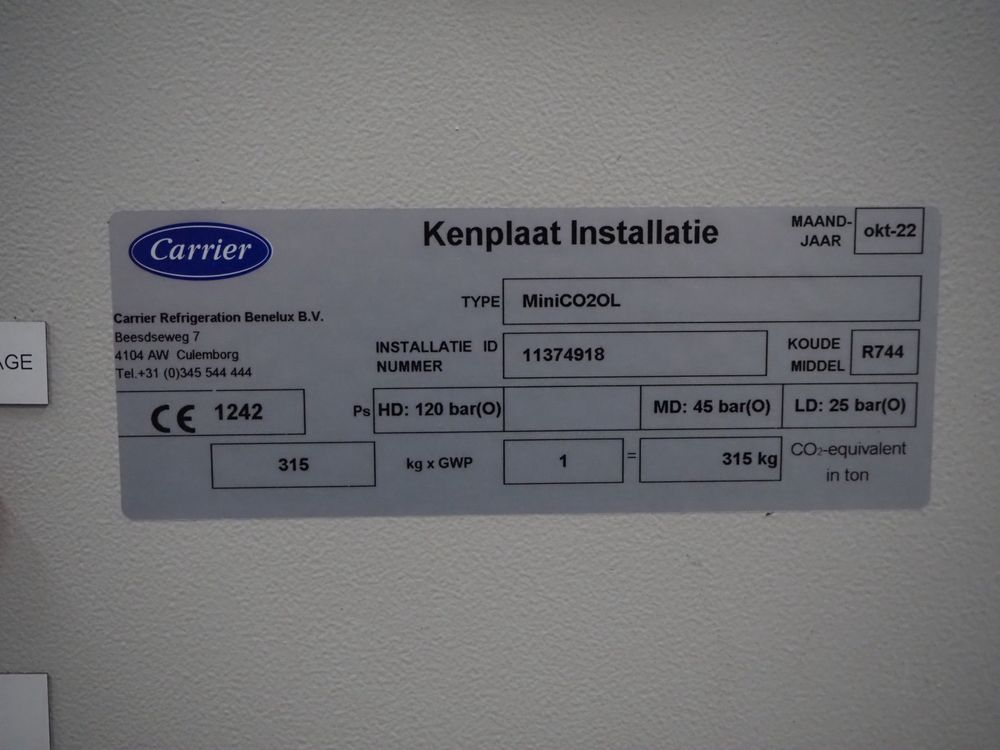 Carrier
Kenplaat Installatie
MAAND-
JAAR
okt-22
TYPE
MiniCO2OL
Carrier Refrigeration Benelux B.V.
Beesdseweg 7
4104 AW Culemborg
Tel.+31 (0)345 544 444
INSTALLATIE ID
NUMMER
11374918
KOUDE
MIDDEL
R744
CE 1242
Ps HD: 120 bar(O) MD: 45 bar(O) LD: 25 bar(O)
315 kg x GWP 1 = 315 kg
CO₂-equivalent
in ton
AGE